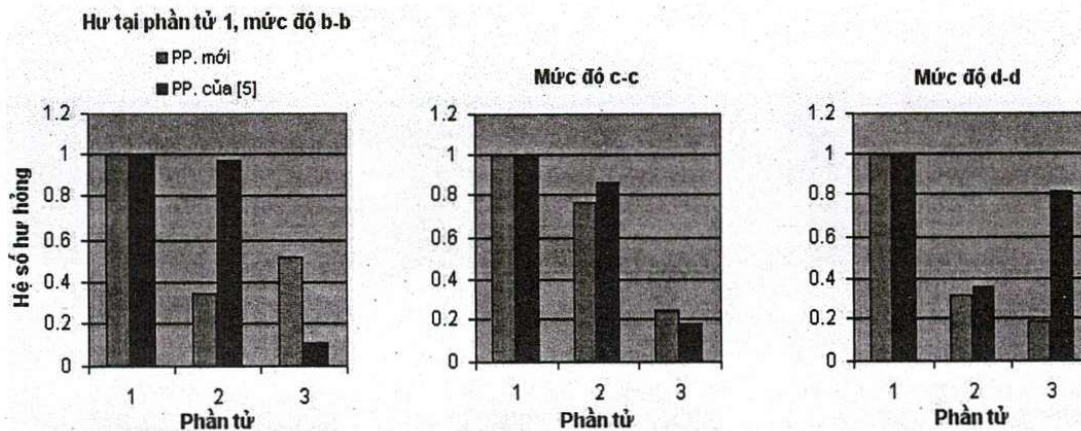 Hư tại phần tử 1, mức độ b-b
PP. mới
PP. của [5]
Hệ số hư hỏng
1.2
1
0.8
0.6
0.4
0.2
0
1 2 3
Phần tử
Mức độ c-c
1.2
1
0.8
0.6
0.4
0.2
0
1 2 3
Phần tử
Mức độ d-d
1.2
1
0.8
0.6
0.4
0.2
0
1 2 3
Phần tử